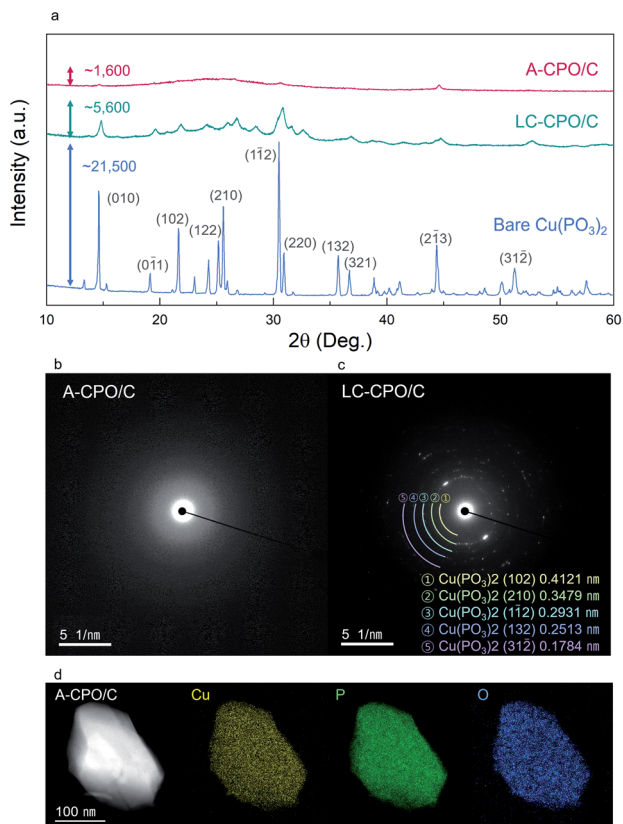 a
A-CPO/C
~1,600
LC-CPO/C
~5,600
(11̅2)
~21,500
(210)
(010)
Bare Cu(PO₃)₂
(102)
(21̅3)
(122)
(220)
(132)
(01̅1)
(321)
(312̅)
Intensity (a.u.)
10 20 30 40 50 60
2θ (Deg.)
b
c
A-CPO/C
LC-CPO/C
⑤ ④ ③ ② ①
① Cu(PO₃)2 (102) 0.4121 nm
② Cu(PO₃)2 (210) 0.3479 nm
③ Cu(PO₃)2 (11̅2) 0.2931 nm
④ Cu(PO₃)2 (132) 0.2513 nm
⑤ Cu(PO₃)2 (312̅) 0.1784 nm
5 1/nm
5 1/nm
d
A-CPO/C
Cu
P
O
100 nm